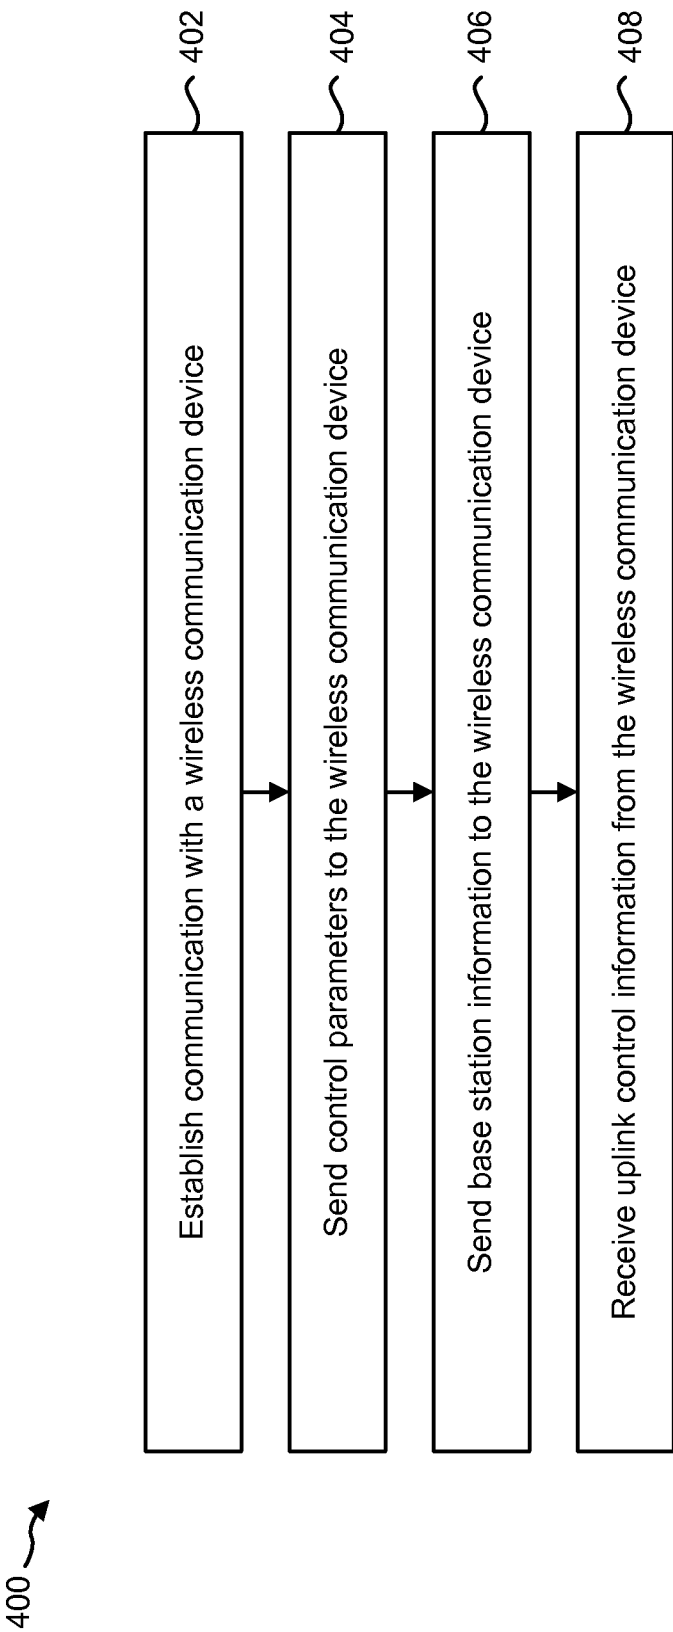 400
402
Establish communication with a wireless communication device
404
Send control parameters to the wireless communication device
406
Send base station information to the wireless communication device
408
Receive uplink control information from the wireless communication device